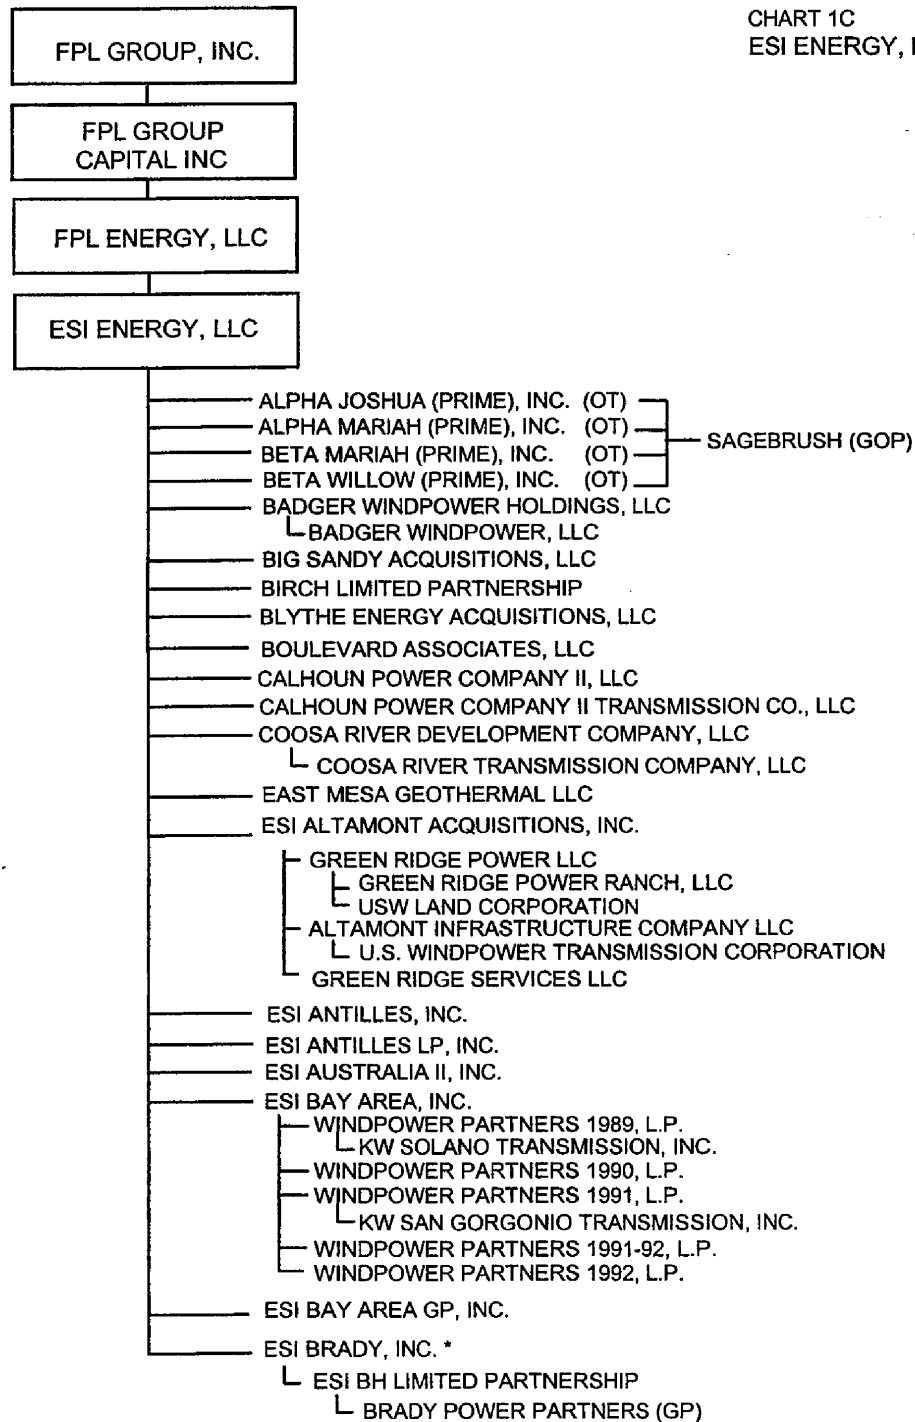 CHART 1C
ESI ENERGY,
FPL GROUP, INC.
FPL GROUP
CAPITAL INC
FPL ENERGY, LLC
ESI ENERGY, LLC
ALPHA JOSHUA (PRIME), INC. (OT)
ALPHA MARIAH (PRIME), INC. (OT)
SAGEBRUSH (GOP)
BETA MARIAH (PRIME), INC. (OT)
BETA WILLOW (PRIME), INC. (OT)
BADGER WINDPOWER HOLDINGS, LLC
BADGER WINDPOWER, LLC
BIG SANDY ACQUISITIONS, LLC
BIRCH LIMITED PARTNERSHIP
BLYTHE ENERGY ACQUISITIONS, LLC
BOULEVARD ASSOCIATES, LLC
CALHOUN POWER COMPANY II, LLC
CALHOUN POWER COMPANY II TRANSMISSION CO., LLC
COOSA RIVER DEVELOPMENT COMPANY, LLC
COOSA RIVER TRANSMISSION COMPANY, LLC
EAST MESA GEOTHERMAL LLC
ESI ALTAMONT ACQUISITIONS, INC.
GREEN RIDGE POWER LLC
GREEN RIDGE POWER RANCH, LLC
USW LAND CORPORATION
ALTAMONT INFRASTRUCTURE COMPANY LLC
U.S. WINDPOWER TRANSMISSION CORPORATION
GREEN RIDGE SERVICES LLC
ESI ANTILLES, INC.
ESI ANTILLES LP, INC.
ESI AUSTRALIA II, INC.
ESI BAY AREA, INC.
WINDPOWER PARTNERS 1989, L.P.
KW SOLANO TRANSMISSION, INC.
WINDPOWER PARTNERS 1990, L.P.
WINDPOWER PARTNERS 1991, L.P.
KW SAN GORGONIO TRANSMISSION, INC.
WINDPOWER PARTNERS 1991-92, L.P.
WINDPOWER PARTNERS 1992, L.P.
ESI BAY AREA GP, INC.
ESI BRADY, INC. *
ESI BH LIMITED PARTNERSHIP
BRADY POWER PARTNERS (GP)